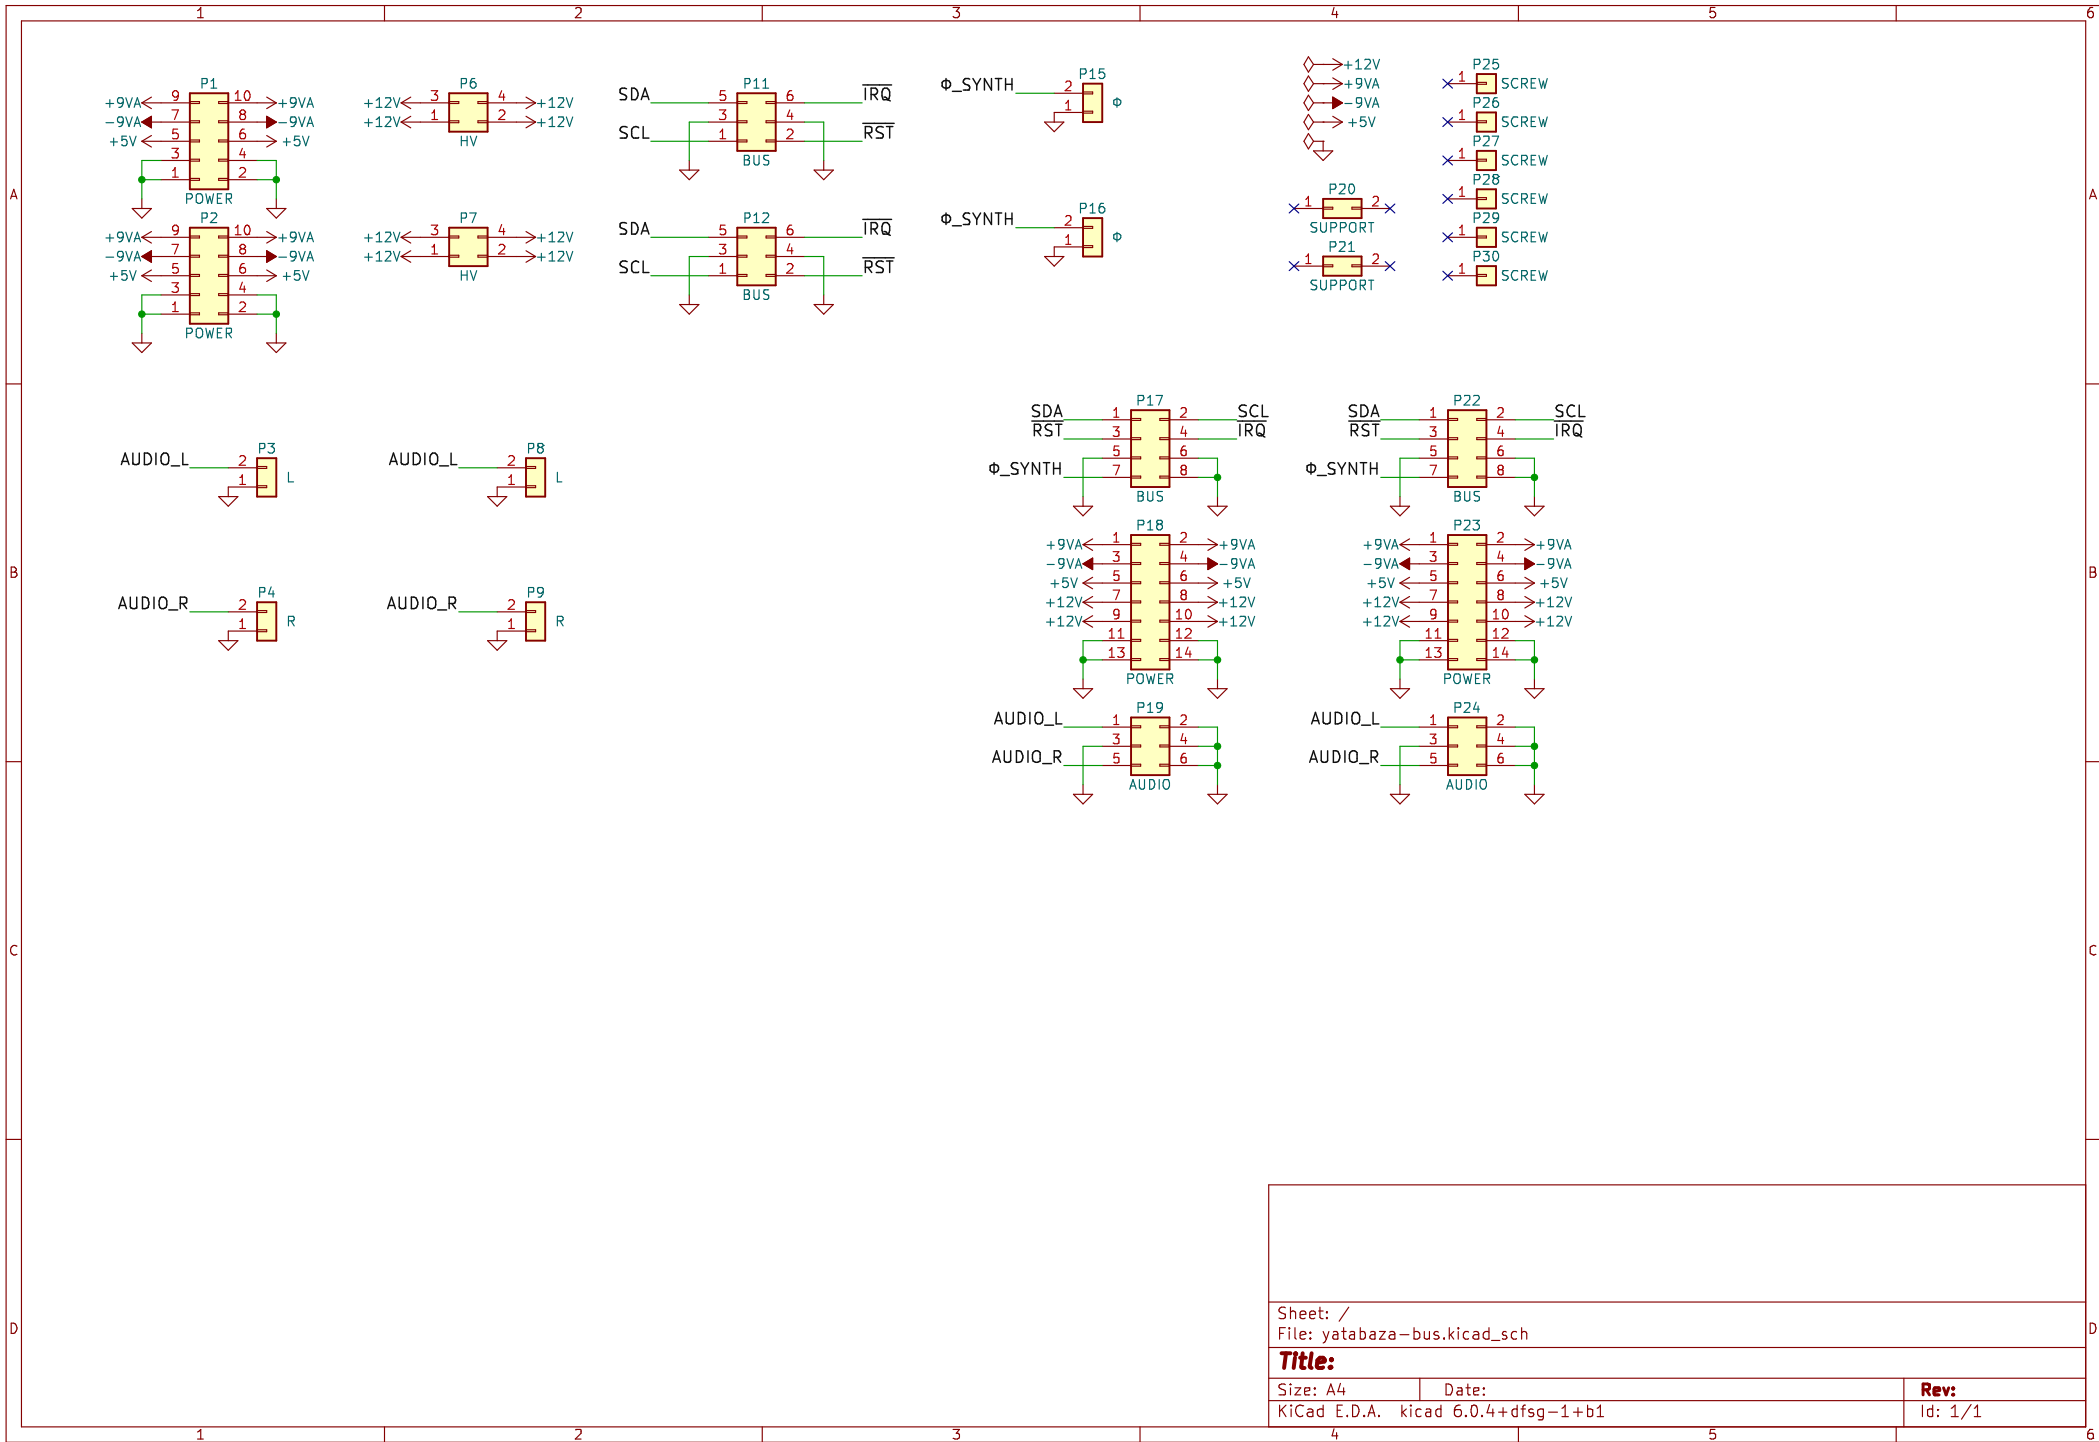 1 2 3 4 5 6
A A
B B
C C
D D
P1
+9VA 9 10 +9VA
-9VA 7 8 -9VA
+5V 5 6 +5V
3 4
1 2
POWER
P2
+9VA 9 10 +9VA
-9VA 7 8 -9VA
+5V 5 6 +5V
3 4
1 2
POWER
P6
+12V 3 4 +12V
+12V 1 2 +12V
HV
P7
+12V 3 4 +12V
+12V 1 2 +12V
HV
P11
SDA 5 6 IRQ
3 4
SCL 1 2 RST
BUS
P12
SDA 5 6 IRQ
3 4
SCL 1 2 RST
BUS
P15
Φ_SYNTH 2
1 Φ
P16
Φ_SYNTH 2
1 Φ
+12V
+9VA
-9VA
+5V
P20
1 2
SUPPORT
P21
1 2
SUPPORT
P25
1 SCREW
P26
1 SCREW
P27
1 SCREW
P28
1 SCREW
P29
1 SCREW
P30
1 SCREW
P3
AUDIO_L 2
1 L
P8
AUDIO_L 2
1 L
P4
AUDIO_R 2
1 R
P9
AUDIO_R 2
1 R
P17
SDA 1 2 SCL
RST 3 4 IRQ
5 6
Φ_SYNTH 7 8
BUS
P18
+9VA 1 2 +9VA
-9VA 3 4 -9VA
+5V 5 6 +5V
+12V 7 8 +12V
+12V 9 10 +12V
11 12
13 14
POWER
P19
AUDIO_L 1 2
3 4
AUDIO_R 5 6
AUDIO
P22
SDA 1 2 SCL
RST 3 4 IRQ
5 6
Φ_SYNTH 7 8
BUS
P23
+9VA 1 2 +9VA
-9VA 3 4 -9VA
+5V 5 6 +5V
+12V 7 8 +12V
+12V 9 10 +12V
11 12
13 14
POWER
P24
AUDIO_L 1 2
3 4
AUDIO_R 5 6
AUDIO
Sheet: /
File: yatabaza-bus.kicad_sch
Title:
Size: A4 Date: Rev:
KiCad E.D.A. kicad 6.0.4+dfsg-1+b1 Id: 1/1
1 2 3 4 5 6